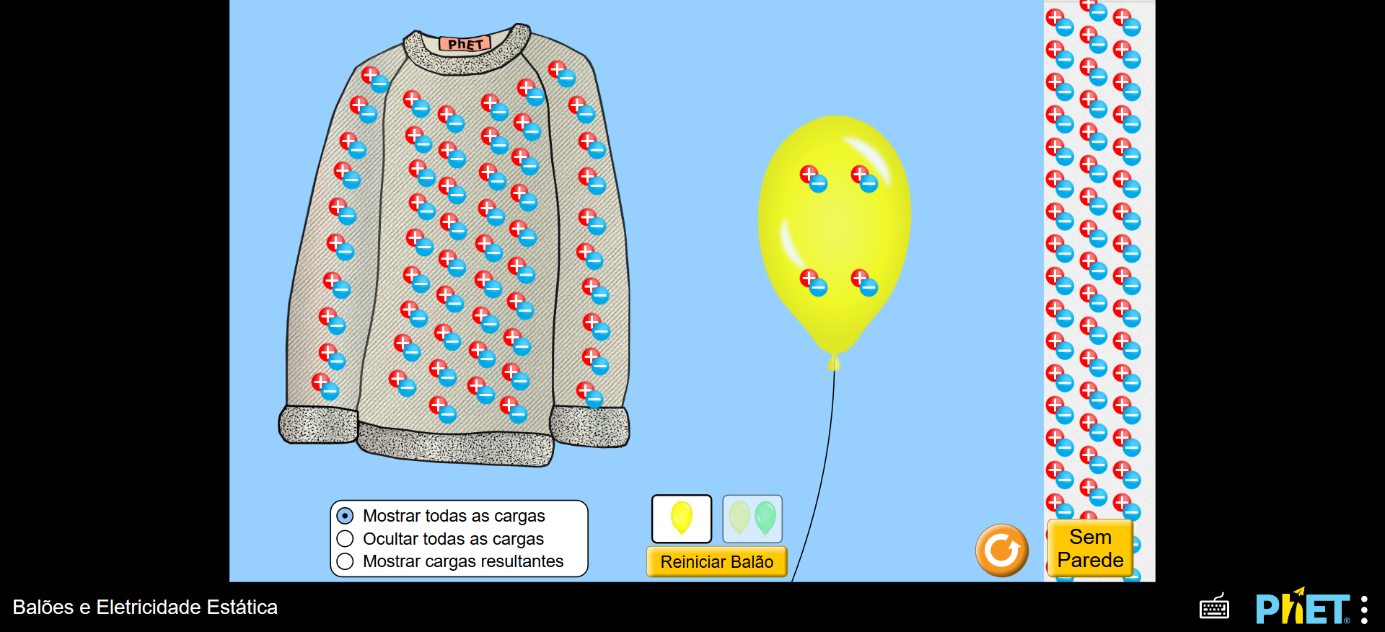 PhET
Mostrar todas as cargas
Ocultar todas as cargas
Mostrar cargas resultantes
Reiniciar Balão
Sem
Parede
Balões e Eletricidade Estática
PhET